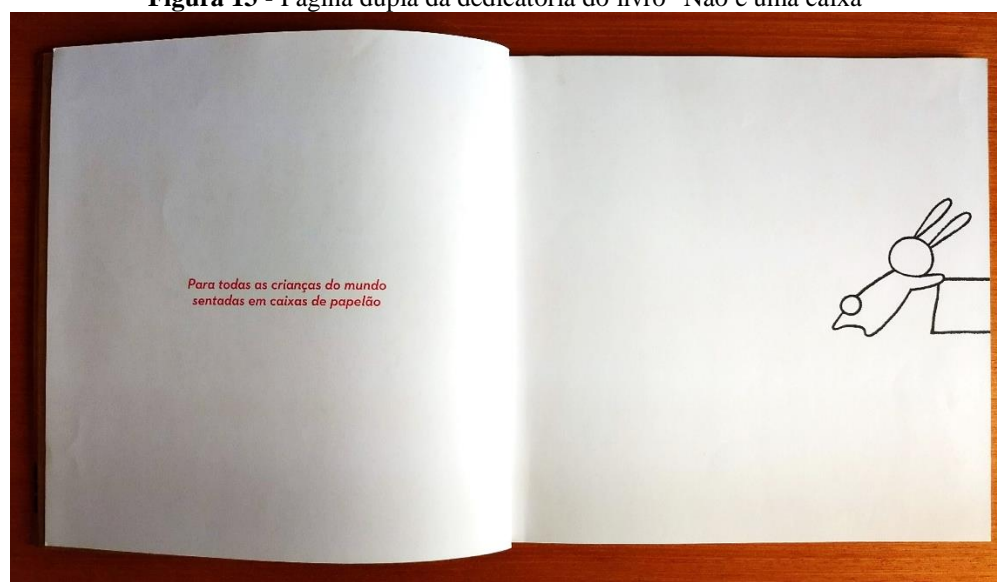 Figura 13 - Página dupla da dedicatória do livro "Não é uma caixa"
Para todas as crianças do mundo
sentadas em caixas de papelão